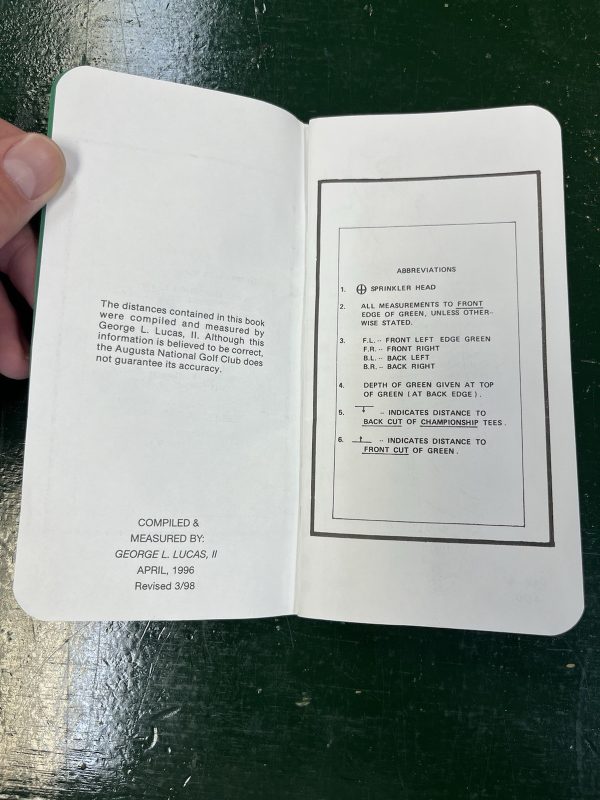 The distances contained in this book
were compiled and measured by
George L. Lucas, II. Although this
information is believed to be correct,
the Augusta National Golf Club does
not guarantee its accuracy.
COMPILED &
MEASURED BY:
GEORGE L. LUCAS, II
APRIL, 1996
Revised 3/98
ABBREVIATIONS
1. SPRINKLER HEAD
2. ALL MEASUREMENTS TO FRONT
EDGE OF GREEN, UNLESS OTHER--
WISE STATED.
3. F.L. -- FRONT LEFT EDGE GREEN
F.R. -- FRONT RIGHT
B.L. -- BACK LEFT
B.R. -- BACK RIGHT
4. DEPTH OF GREEN GIVEN AT TOP
OF GREEN (AT BACK EDGE).
5. -- INDICATES DISTANCE TO
BACK CUT OF CHAMPIONSHIP TEES.
6. -- INDICATES DISTANCE TO
FRONT CUT OF GREEN.